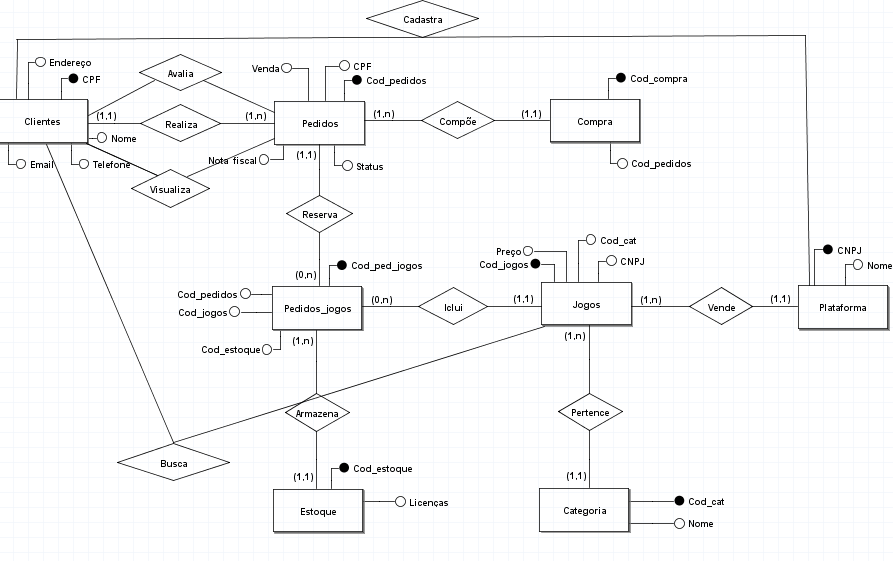 Cadastra
Endereço
CPF
Clientes
Nome
Email
Telefone
Avalia
(1,1)
Realiza
(1,n)
Visualiza
Venda
CPF
Cod_pedidos
Pedidos
Nota fiscal
(1,1)
Status
(1,n)
Compõe
(1,1)
Cod_compra
Compra
Cod_pedidos
Reserva
(0,n)
Cod_ped_jogos
Cod_pedidos
Cod_jogos
Pedidos_jogos
Cod_estoque
(1,n)
(0,n)
Iclui
(1,1)
Preço
Cod_jogos
Cod_cat
CNPJ
Jogos
(1,n)
(1,n)
Vende
(1,1)
CNPJ
Nome
Plataforma
Armazena
Pertence
Busca
(1,1)
Cod_estoque
Licenças
Estoque
(1,1)
Categoria
Cod_cat
Nome